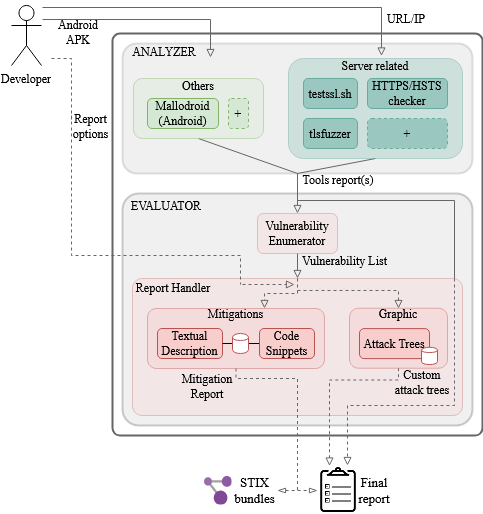 URL/IP
Android
APK
Developer
ANALYZER
Server related
Others
testssl.sh
HTTPS/HSTS
checker
Mallodroid
(Android)
+
Report
options
tlsfuzzer
+
Tools report(s)
EVALUATOR
Vulnerability
Enumerator
Vulnerability List
Report Handler
Mitigations
Graphic
Textual
Description
Code
Snippets
Attack Trees
Mitigation
Report
Custom
attack trees
STIX
bundles
Final
report